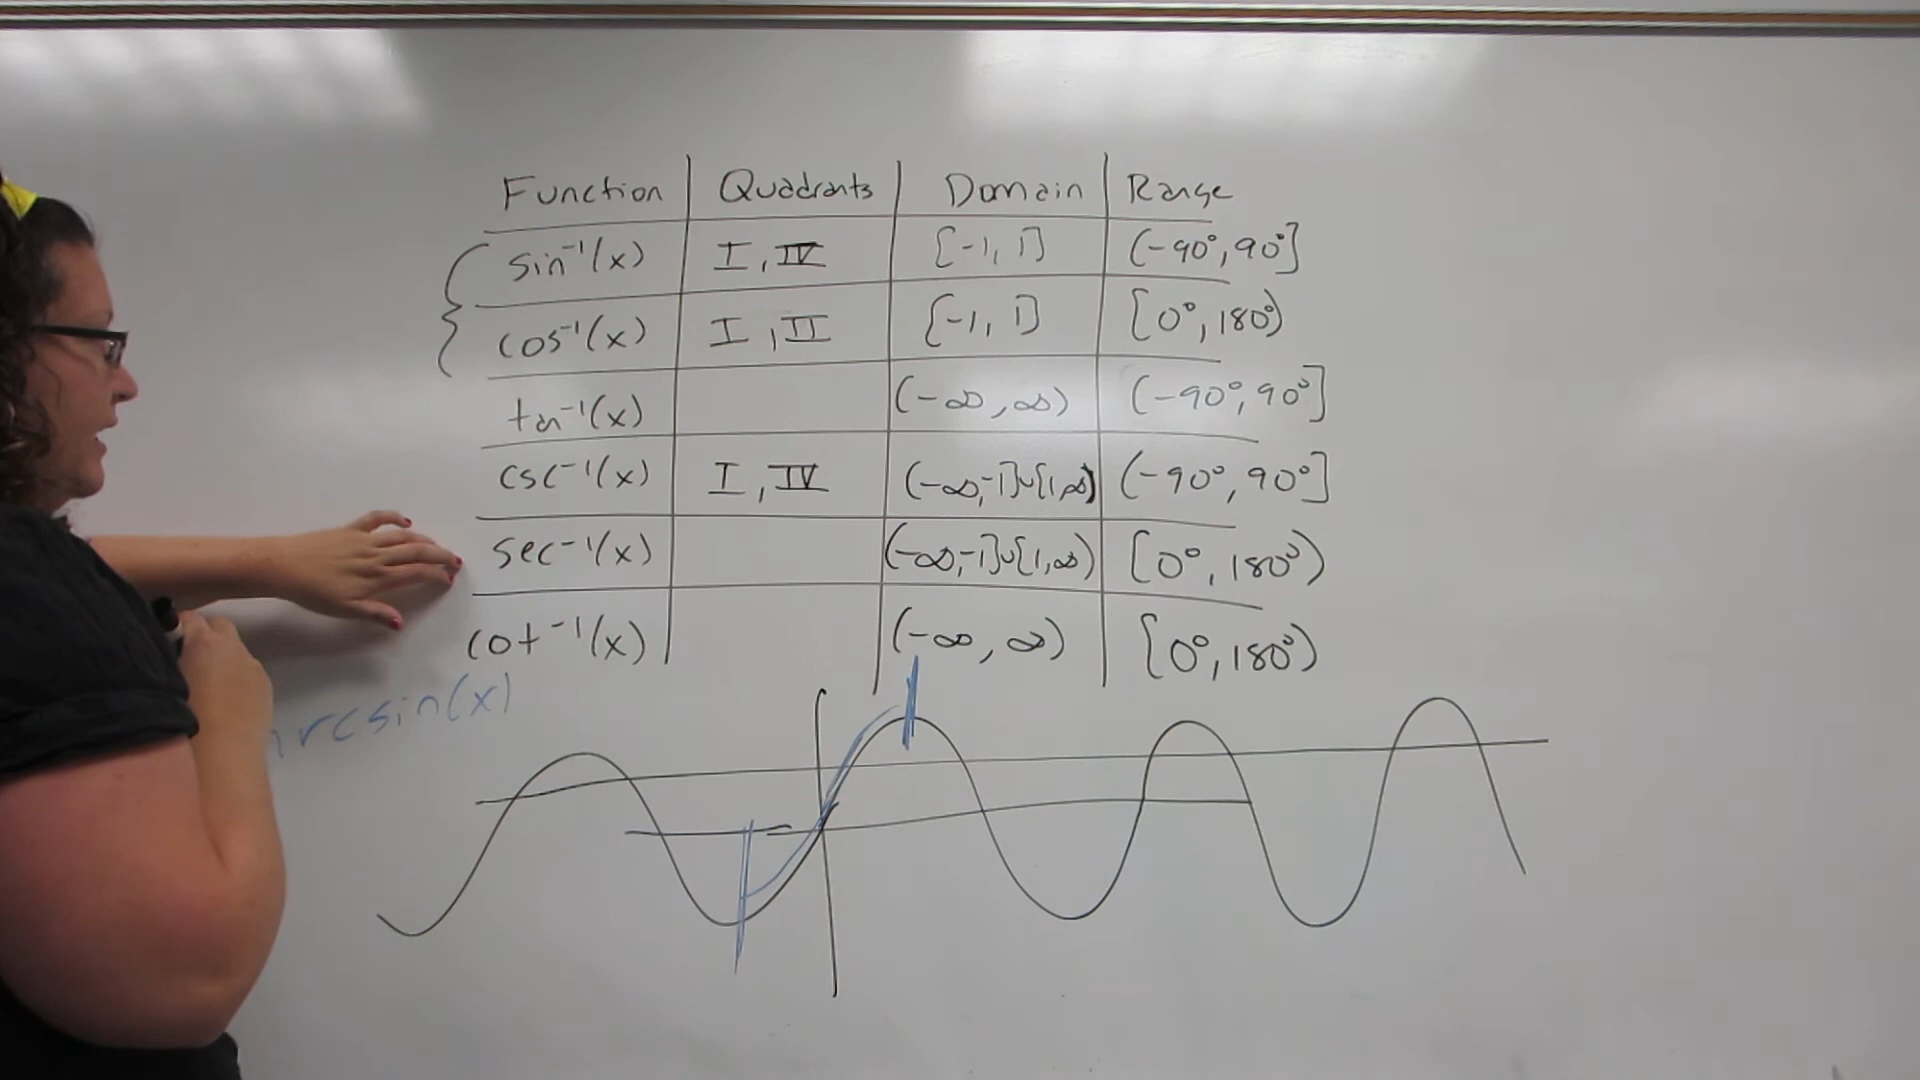 Function Quadrants Domain Range
sin⁻¹(x) I, IV [-1, 1] (-90°, 90°]
cos⁻¹(x) I, II [-1, 1] [0°, 180°)
tan⁻¹(x) (-∞, ∞) (-90°, 90°]
csc⁻¹(x) I, IV (-∞,-1]∪[1,∞) (-90°, 90°]
sec⁻¹(x) (-∞,-1]∪[1,∞) [0°, 180°)
cot⁻¹(x) (-∞, ∞) [0°, 180°)
arcsin(x)